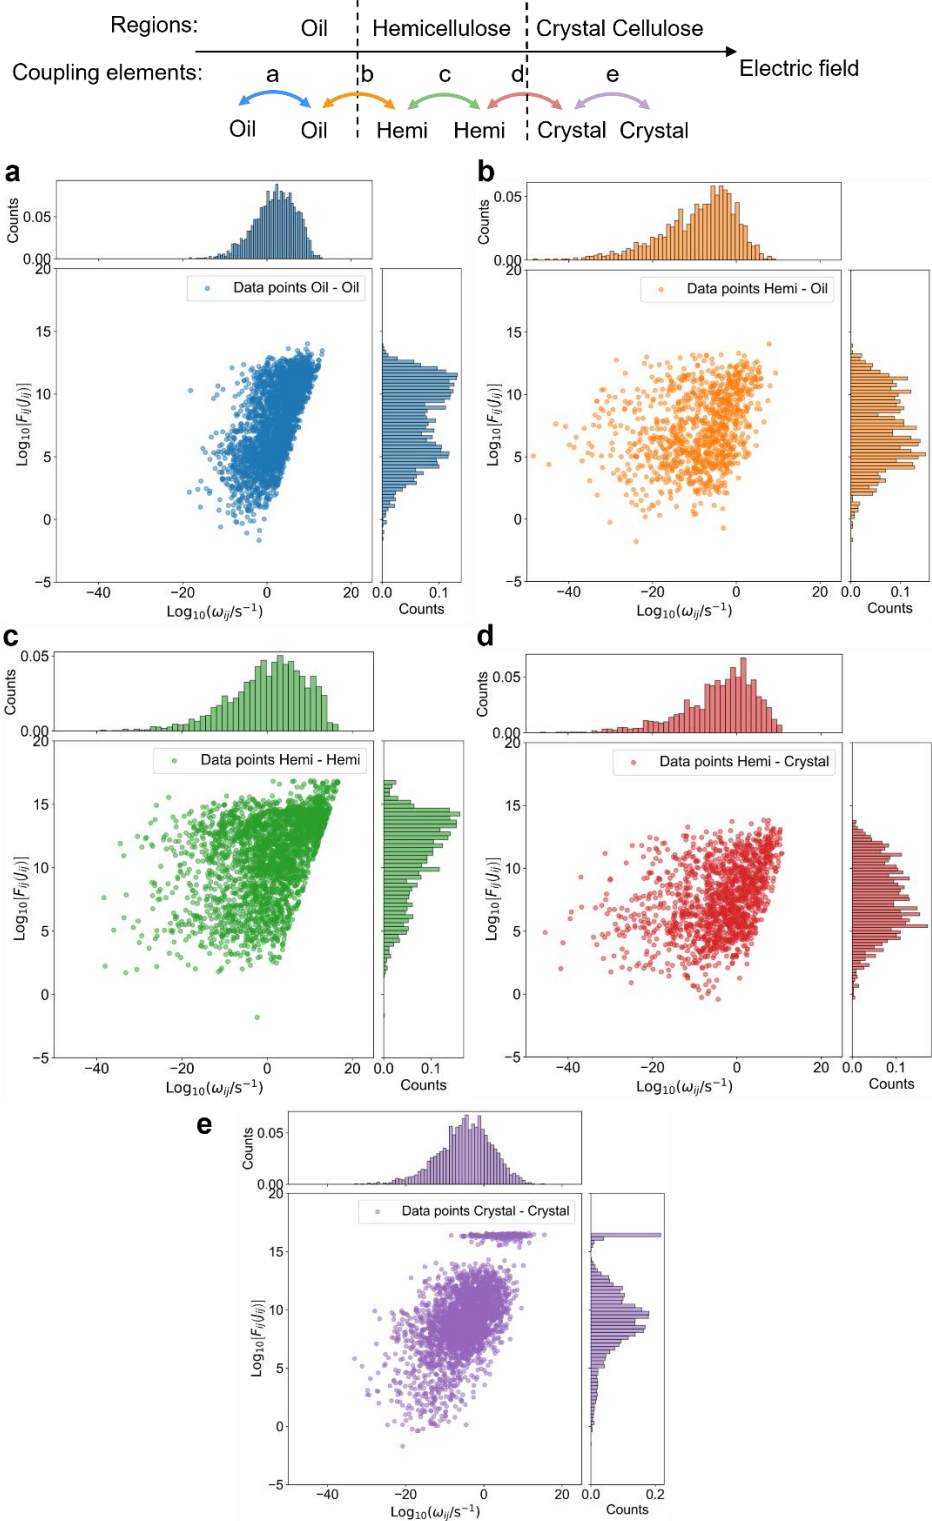 Regions: Oil Hemicellulose Crystal Cellulose
Electric field
Coupling elements: a b c d e
Oil Oil Hemi Hemi Crystal Crystal
a
Counts
0.05
0.00
20
15
10
5
0
−5
Log₁₀[Fᵢⱼ(Jᵢⱼ)]
Data points Oil - Oil
−40 −20 0 20
Log₁₀(ωᵢⱼ/s⁻¹)
0.0 0.1
Counts
b
Counts
0.05
0.00
20
15
10
5
0
−5
Log₁₀[Fᵢⱼ(Jᵢⱼ)]
Data points Hemi - Oil
−40 −20 0 20
Log₁₀(ωᵢⱼ/s⁻¹)
0.0 0.1
Counts
c
Counts
0.05
0.00
20
15
10
5
0
−5
Log₁₀[Fᵢⱼ(Jᵢⱼ)]
Data points Hemi - Hemi
−40 −20 0 20
Log₁₀(ωᵢⱼ/s⁻¹)
0.0 0.1
Counts
d
Counts
0.05
0.00
20
15
10
5
0
−5
Log₁₀[Fᵢⱼ(Jᵢⱼ)]
Data points Hemi - Crystal
−40 −20 0 20
Log₁₀(ωᵢⱼ/s⁻¹)
0.0 0.1
Counts
e
Counts
0.05
0.00
20
15
10
5
0
−5
Log₁₀[Fᵢⱼ(Jᵢⱼ)]
Data points Crystal - Crystal
−40 −20 0 20
Log₁₀(ωᵢⱼ/s⁻¹)
0.0 0.2
Counts